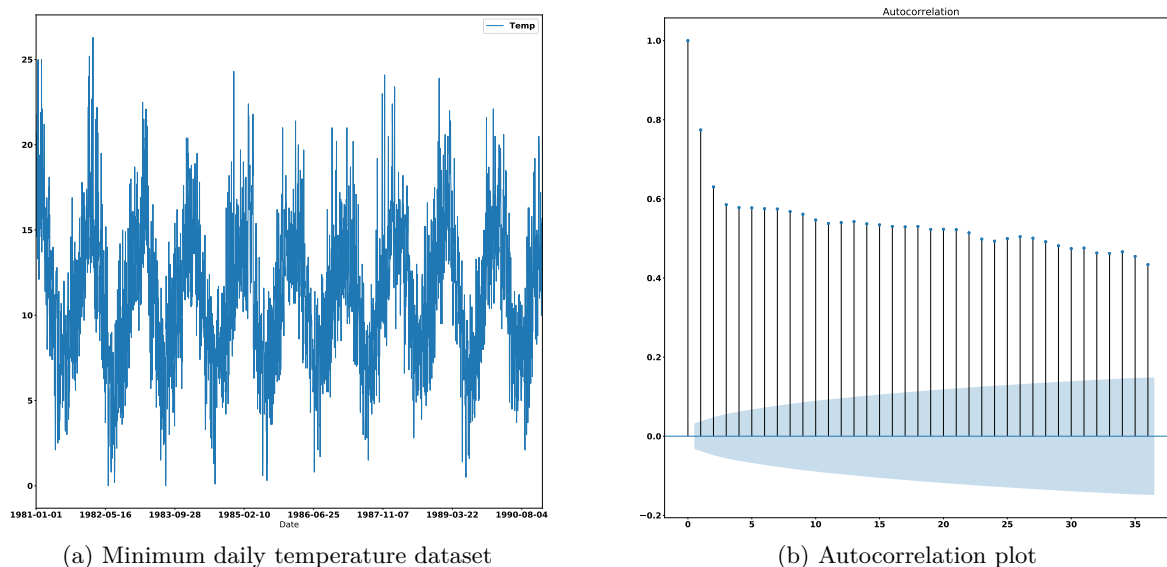 Temp
25
20
15
10
5
0
1981-01-01 1982-05-16 1983-09-28 1985-02-10 1986-06-25 1987-11-07 1989-03-22 1990-08-04
Date
(a) Minimum daily temperature dataset
Autocorrelation
1.0
0.8
0.6
0.4
0.2
0.0
−0.2
0 5 10 15 20 25 30 35
(b) Autocorrelation plot